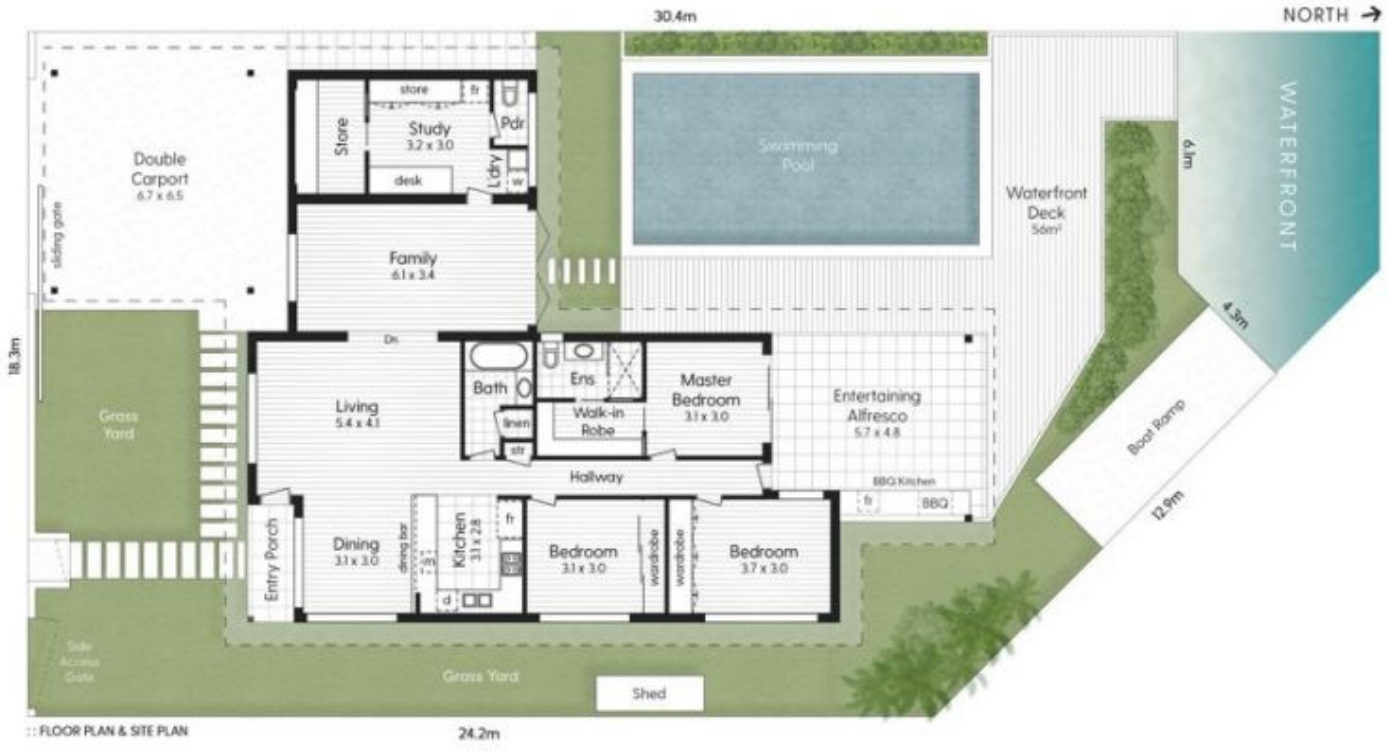 30.4m
NORTH →
store
fr
Pdr
Store
Study
3.2 x 3.0
desk
L'dry
w
Double
Carport
6.7 x 6.5
sliding gate
Swimming
Pool
Waterfront
Deck
56m²
6.1m
WATERFRONT
Family
6.1 x 3.4
4.3m
Dn
18.3m
Bath
Ens
Master
Bedroom
3.1 x 3.0
Living
5.4 x 4.1
linen
Walk-in
Robe
str
Entertaining
Alfresco
5.7 x 4.8
Grass
Yard
Boat Ramp
Hallway
BBQ Kitchen
fr
BBQ
12.9m
Entry Porch
Dining
3.1 x 3.0
dining bar
Kitchen
3.1 x 2.8
fr
m
d
Bedroom
3.1 x 3.0
wardrobe
wardrobe
Bedroom
3.7 x 3.0
Side
Access
Gate
Grass Yard
Shed
:: FLOOR PLAN & SITE PLAN
24.2m